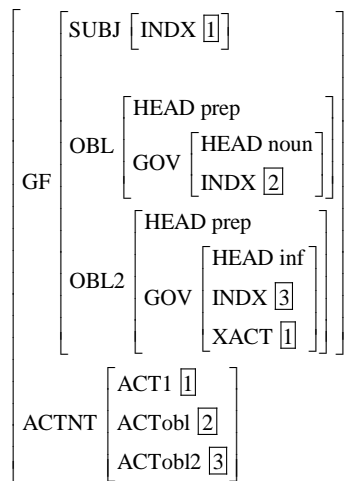 SUBJ [INDX 1]
HEAD prep
OBL
HEAD noun
GOV
INDX 2
GF
HEAD prep
OBL2
HEAD inf
GOV
INDX 3
XACT 1
ACT1 1
ACTNT
ACTobl 2
ACTobl2 3